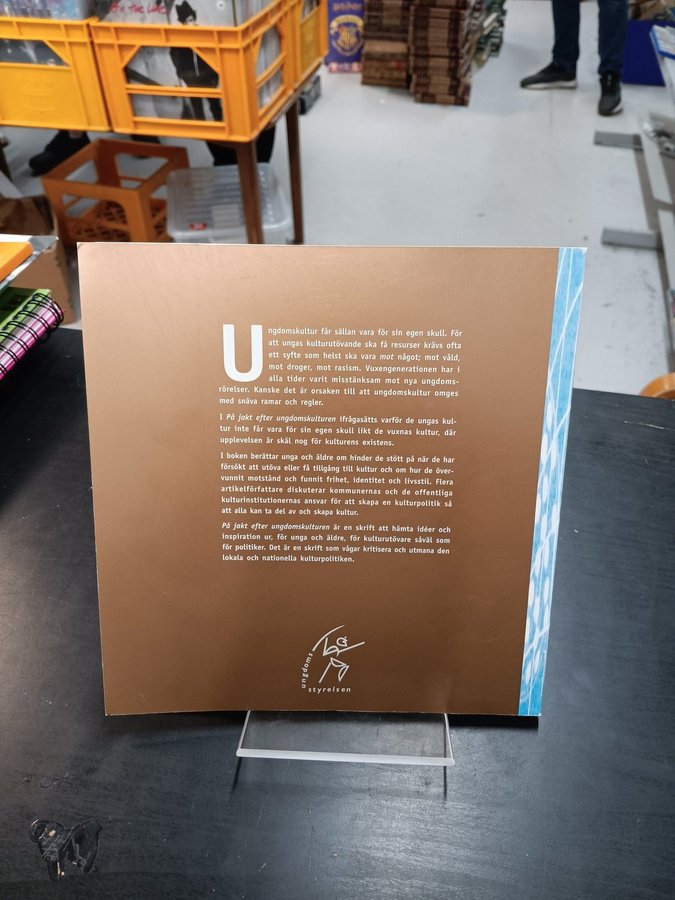 Ungdomskultur får sällan vara för sin egen skull. För
att ungas kulturutövande ska få resurser krävs ofta
ett syfte som helst ska vara mot något; mot våld,
mot droger, mot rasism. Vuxengenerationen har i
alla tider varit misstänksam mot nya ungdoms-
rörelser. Kanske det är orsaken till att ungdomskultur omges
med snäva ramar och regler.
I På jakt efter ungdomskulturen ifrågasätts varför de ungas kul-
tur inte får vara för sin egen skull likt de vuxnas kultur, där
upplevelsen är skäl nog för kulturens existens.
I boken berättar unga och äldre om hinder de stött på när de har
försökt att utöva eller få tillgång till kultur och om hur de över-
vunnit motstånd och funnit frihet, identitet och livsstil. Flera
artikelförfattare diskuterar kommunernas och de offentliga
kulturinstitutionernas ansvar för att skapa en kulturpolitik så
att alla kan ta del av och skapa kultur.
På jakt efter ungdomskulturen är en skrift att hämta idéer och
inspiration ur, för unga och äldre, för kulturutövare såväl som
för politiker. Det är en skrift som vågar kritisera och utmana den
lokala och nationella kulturpolitiken.
ungdoms
styrelsen